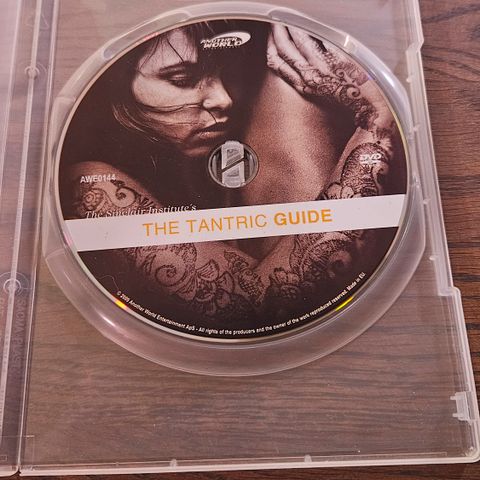 ANOTHER
WORLD
AWE0144
DVD
The Sinclair Institute's
THE TANTRIC GUIDE
© 2009 Another World Entertainment ApS - All rights of the producers and the owner of the work reproduced reserved. Made in EU